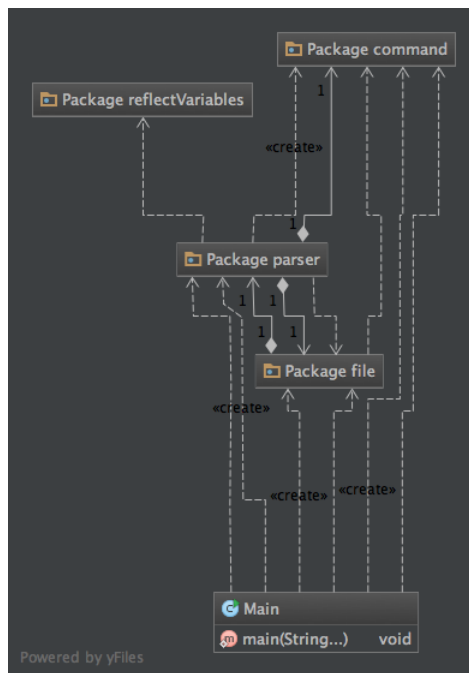 Package command
Package reflectVariables
1
«create»
1
Package parser
1
1
1
1
Package file
«create»
«create»
«create»
Main
main(String...) void
Powered by yFiles